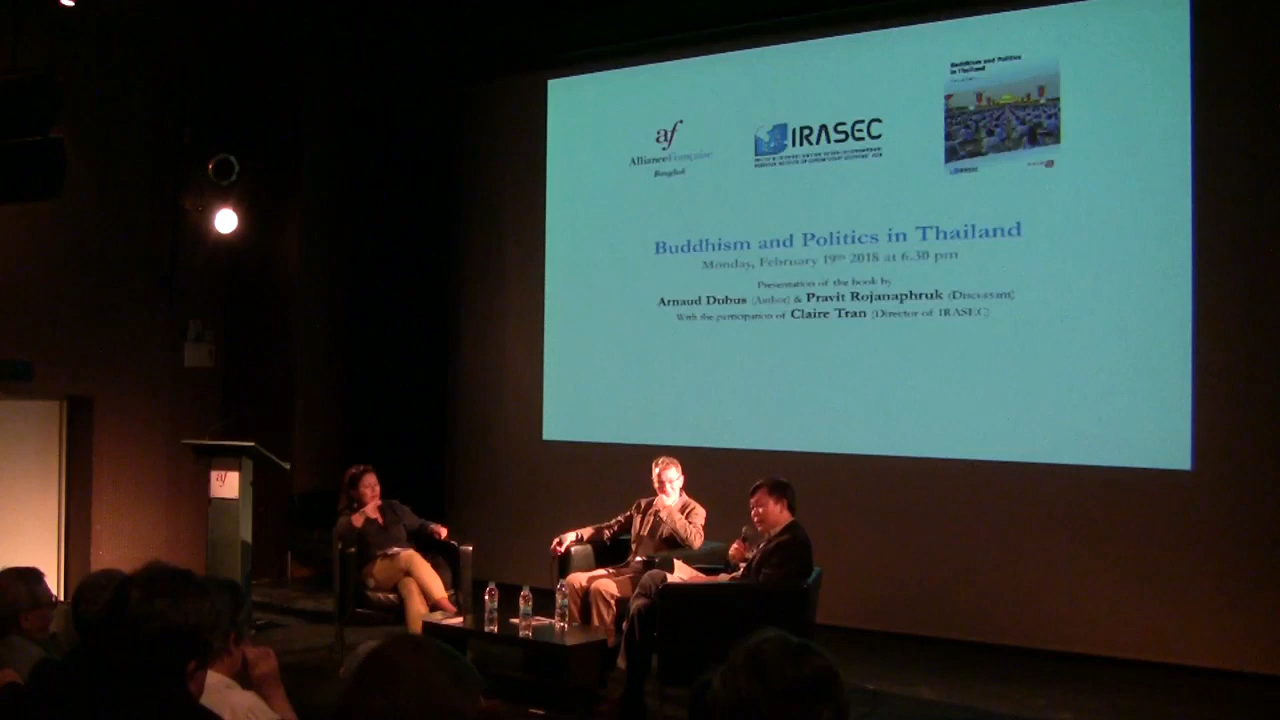 af
AllianceFrançaise
Bangkok
IRASEC
Buddhism and Politics
in Thailand
Buddhism and Politics in Thailand
Monday, February 19th 2018 at 6.30 pm
Presentation of the book by
Arnaud Dubus (Author) & Pravit Rojanaphruk (Discussant)
With the participation of Claire Tran (Director of IRASEC)
af